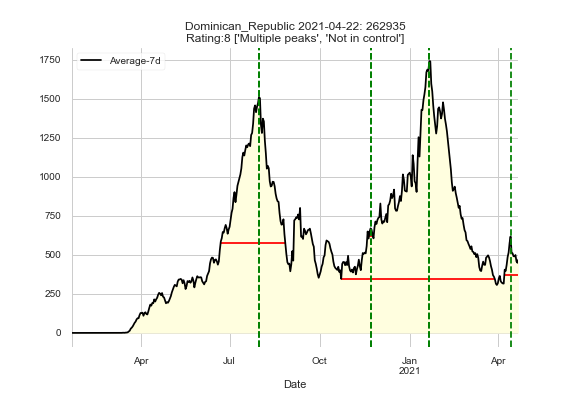 Dominican_Republic 2021-04-22: 262935
Rating:8 ['Multiple peaks', 'Not in control']
Average-7d
1750
1500
1250
1000
750
500
250
0
Apr
Jul
Oct
Jan
2021
Apr
Date